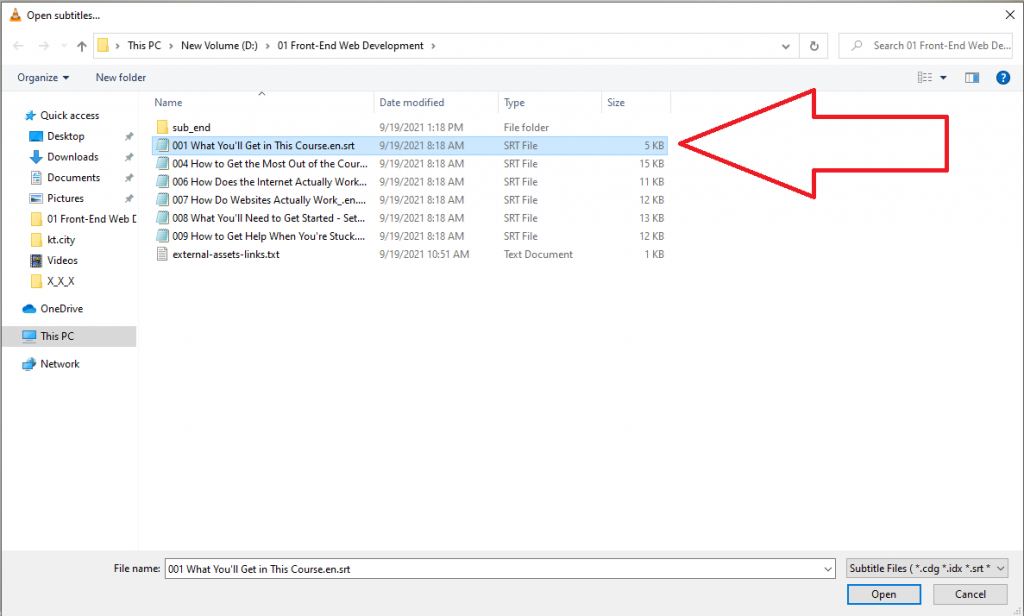 Open subtitles...
This PC > New Volume (D:) > 01 Front-End Web Development >
Search 01 Front-End Web De...
Organize
New folder
?
Quick access
Desktop
Downloads
Documents
Pictures
01 Front-End Web D
kt.city
Videos
X_X_X
OneDrive
This PC
Network
Name Date modified Type Size
sub_end 9/19/2021 1:18 PM File folder
001 What You'll Get in This Course.en.srt 9/19/2021 8:18 AM SRT File 5 KB
004 How to Get the Most Out of the Cour... 9/19/2021 8:18 AM SRT File 15 KB
006 How Does the Internet Actually Work... 9/19/2021 8:18 AM SRT File 11 KB
007 How Do Websites Actually Work_.en.... 9/19/2021 8:18 AM SRT File 12 KB
008 What You'll Need to Get Started - Set... 9/19/2021 8:18 AM SRT File 13 KB
009 How to Get Help When You're Stuck.... 9/19/2021 8:18 AM SRT File 12 KB
external-assets-links.txt 9/19/2021 10:51 AM Text Document 1 KB
File name: 001 What You'll Get in This Course.en.srt
Subtitle Files ( *.cdg *.idx *.srt *
Open
Cancel